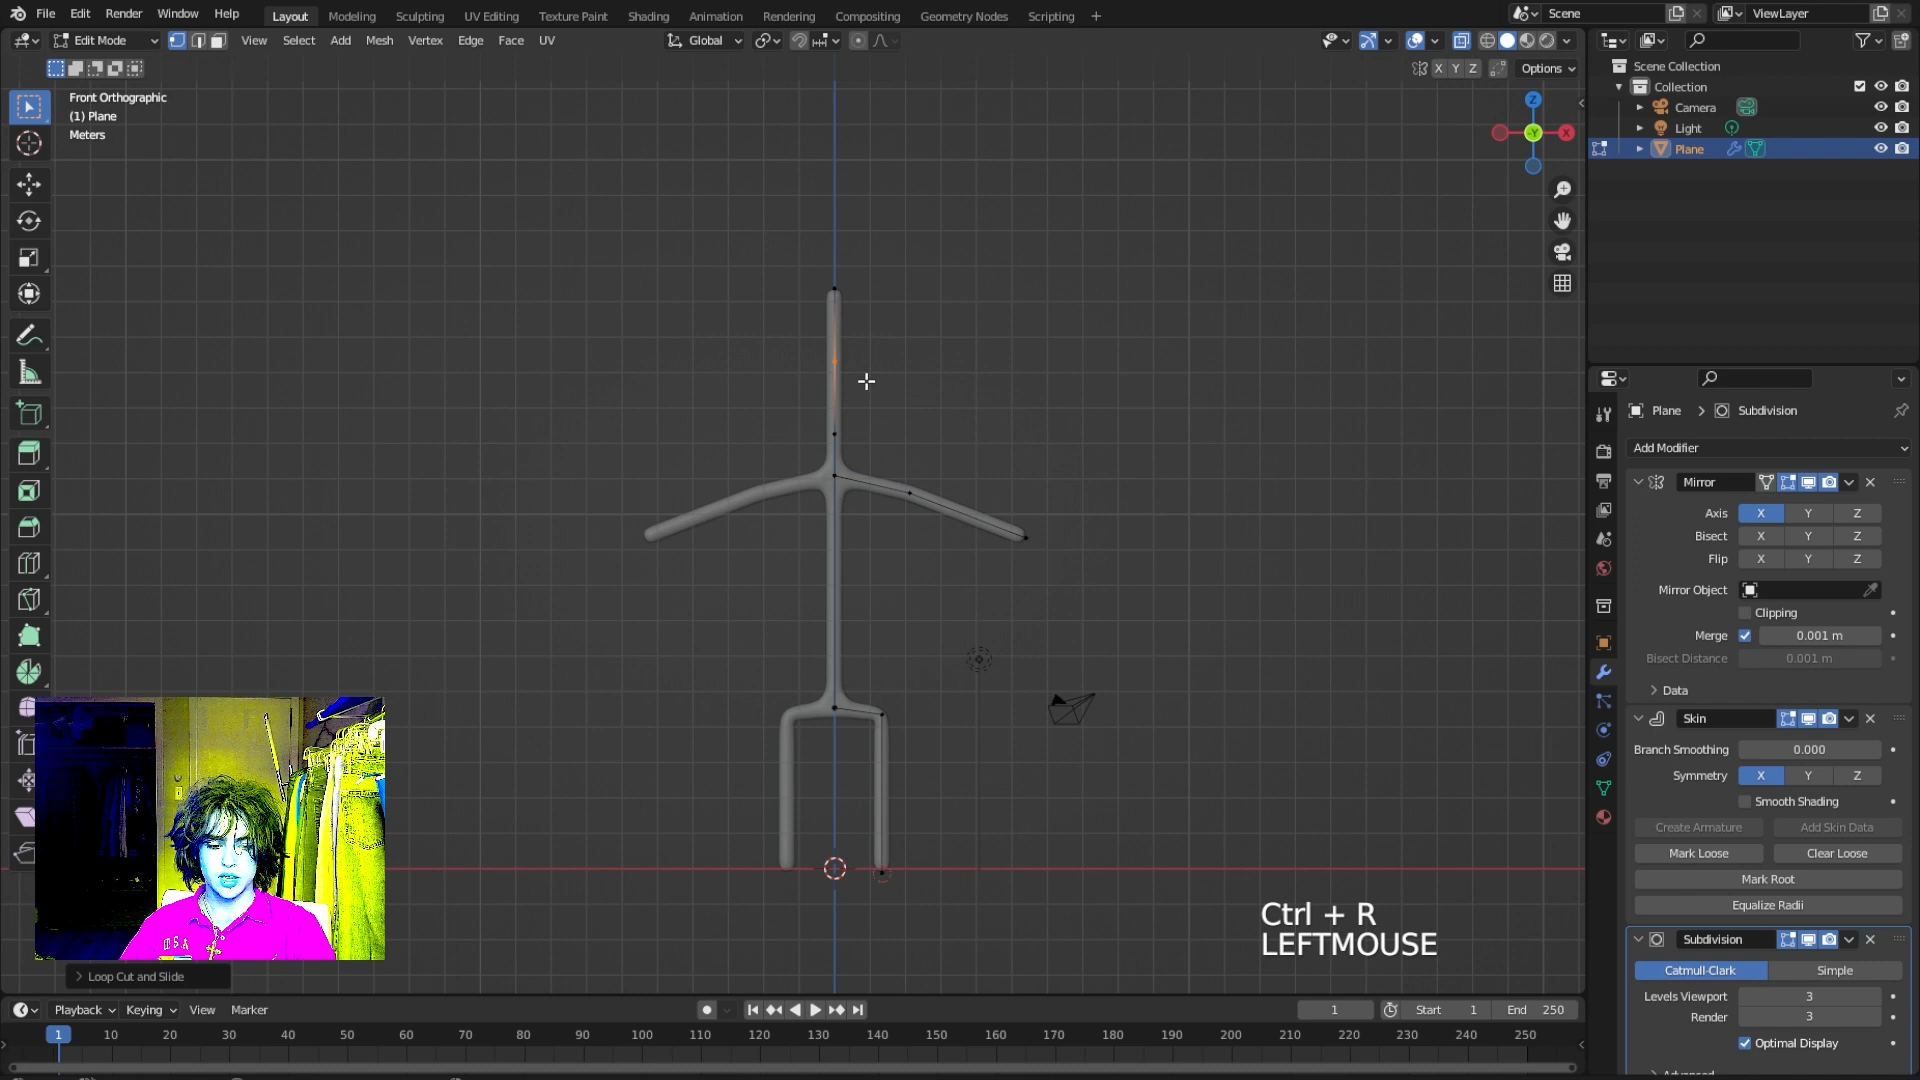 File Edit Render Window Help Layout Modeling Sculpting UV Editing Texture Paint Shading Animation Rendering Compositing Geometry Nodes Scripting + Scene ViewLayer
Edit Mode View Select Add Mesh Vertex Edge Face UV Global
X Y Z Options
Front Orthographic
(1) Plane
Meters
Z
-Y X
Scene Collection
Collection
Camera
Light
Plane
Plane > Subdivision
Add Modifier
Mirror
Axis X Y Z
Bisect X Y Z
Flip X Y Z
Mirror Object
Clipping
Merge 0.001 m
Bisect Distance 0.001 m
Data
Skin
Branch Smoothing 0.000
Symmetry X Y Z
Smooth Shading
Create Armature Add Skin Data
Mark Loose Clear Loose
Mark Root
Equalize Radii
Subdivision
Catmull-Clark Simple
Levels Viewport 3
Render 3
Optimal Display
Ctrl + R
LEFTMOUSE
USA
Loop Cut and Slide
Playback Keying View Marker 1 Start 1 End 250
1 10 20 30 40 50 60 70 80 90 100 110 120 130 140 150 160 170 180 190 200 210 220 230 240 250